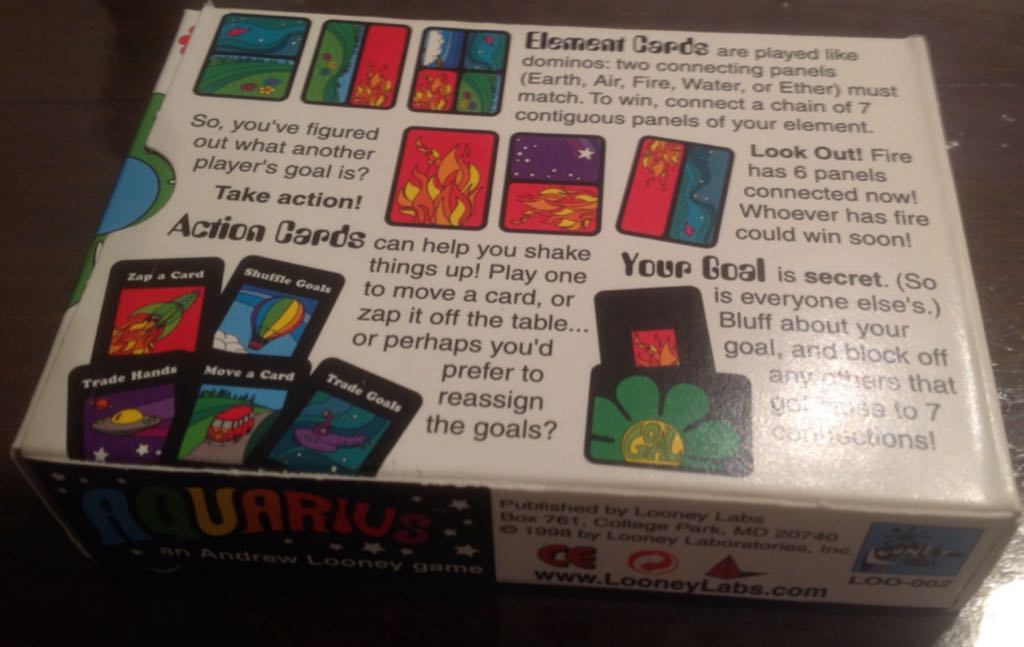 Element Cards are played like
dominos: two connecting panels
(Earth, Air, Fire, Water, or Ether) must
match. To win, connect a chain of 7
contiguous panels of your element.
So, you've figured
out what another
player's goal is?
Take action!
Look Out! Fire
has 6 panels
connected now!
Whoever has fire
could win soon!
Action Cards can help you shake
things up! Play one
to move a card, or
zap it off the table...
or perhaps you'd
prefer to
reassign
the goals?
Zap a Card
Shuffle Goals
Trade Hands
Move a Card
Trade Goals
Your Goal is secret. (So
is everyone else's.)
Bluff about your
goal, and block off
any others that
to 7
connections!
GOAL
AQUARIUS
an Andrew Looney game
Published by Looney Labs
Box 761, College Park, MD 20740
© 1998 by Looney Laboratories, Inc.
CE
www.LooneyLabs.com
LOONEY
LOO-002